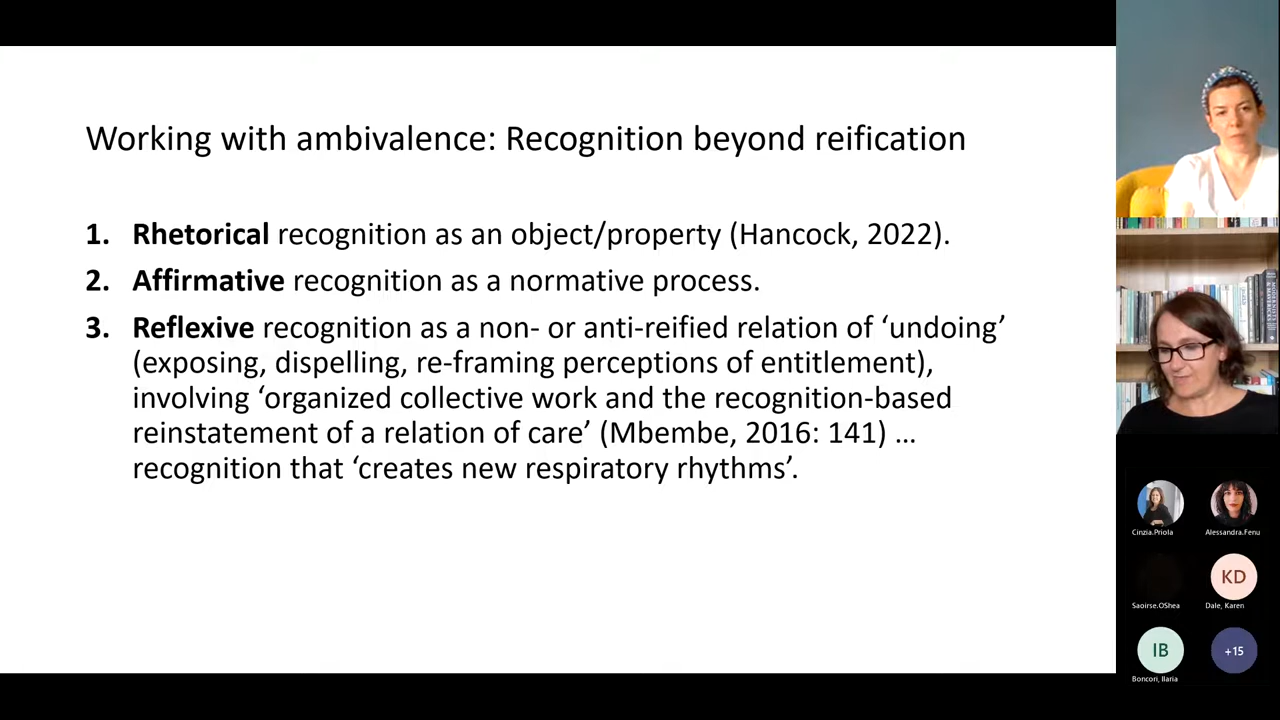 Working with ambivalence: Recognition beyond reification
1. Rhetorical recognition as an object/property (Hancock, 2022).
2. Affirmative recognition as a normative process.
3. Reflexive recognition as a non- or anti-reified relation of ‘undoing’
(exposing, dispelling, re-framing perceptions of entitlement),
involving ‘organized collective work and the recognition-based
reinstatement of a relation of care’ (Mbembe, 2016: 141) …
recognition that ‘creates new respiratory rhythms’.
Cinzia.Priola
Alessandra.Fenu
Saoirse.OShea
KD
Dale, Karen
IB
Boncori, Ilaria
+15